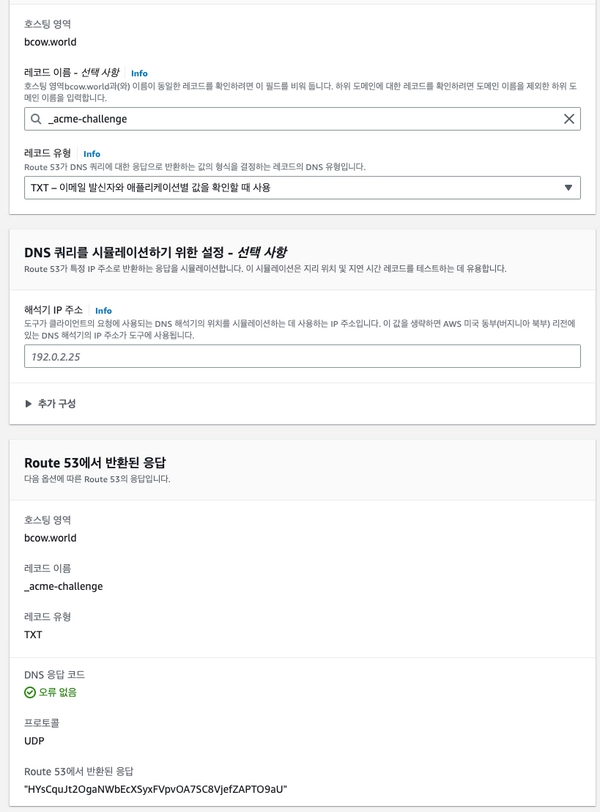 호스팅 영역
bcow.world
레코드 이름 - 선택 사항 Info
호스팅 영역bcow.world과(와) 이름이 동일한 레코드를 확인하려면 이 필드를 비워 둡니다. 하위 도메인에 대한 레코드를 확인하려면 도메인 이름을 제외한 하위 도
메인 이름을 입력합니다.
_acme-challenge
레코드 유형 Info
Route 53가 DNS 쿼리에 대한 응답으로 반환하는 값의 형식을 결정하는 레코드의 DNS 유형입니다.
TXT – 이메일 발신자와 애플리케이션별 값을 확인할 때 사용
DNS 쿼리를 시뮬레이션하기 위한 설정 - 선택 사항
Route 53가 특정 IP 주소로 반환하는 응답을 시뮬레이션합니다. 이 시뮬레이션은 지리 위치 및 지연 시간 레코드를 테스트하는 데 유용합니다.
해석기 IP 주소 Info
도구가 클라이언트의 요청에 사용되는 DNS 해석기의 위치를 시뮬레이션하는 데 사용하는 IP 주소입니다. 이 값을 생략하면 AWS 미국 동부(버지니아 북부) 리전에
있는 DNS 해석기의 IP 주소가 도구에 사용됩니다.
192.0.2.25
추가 구성
Route 53에서 반환된 응답
다음 옵션에 따른 Route 53의 응답입니다.
호스팅 영역
bcow.world
레코드 이름
_acme-challenge
레코드 유형
TXT
DNS 응답 코드
오류 없음
프로토콜
UDP
Route 53에서 반환된 응답
"HYsCquJt2OgaNWbEcXSyxFVpvOA7SC8VjefZAPTO9aU"